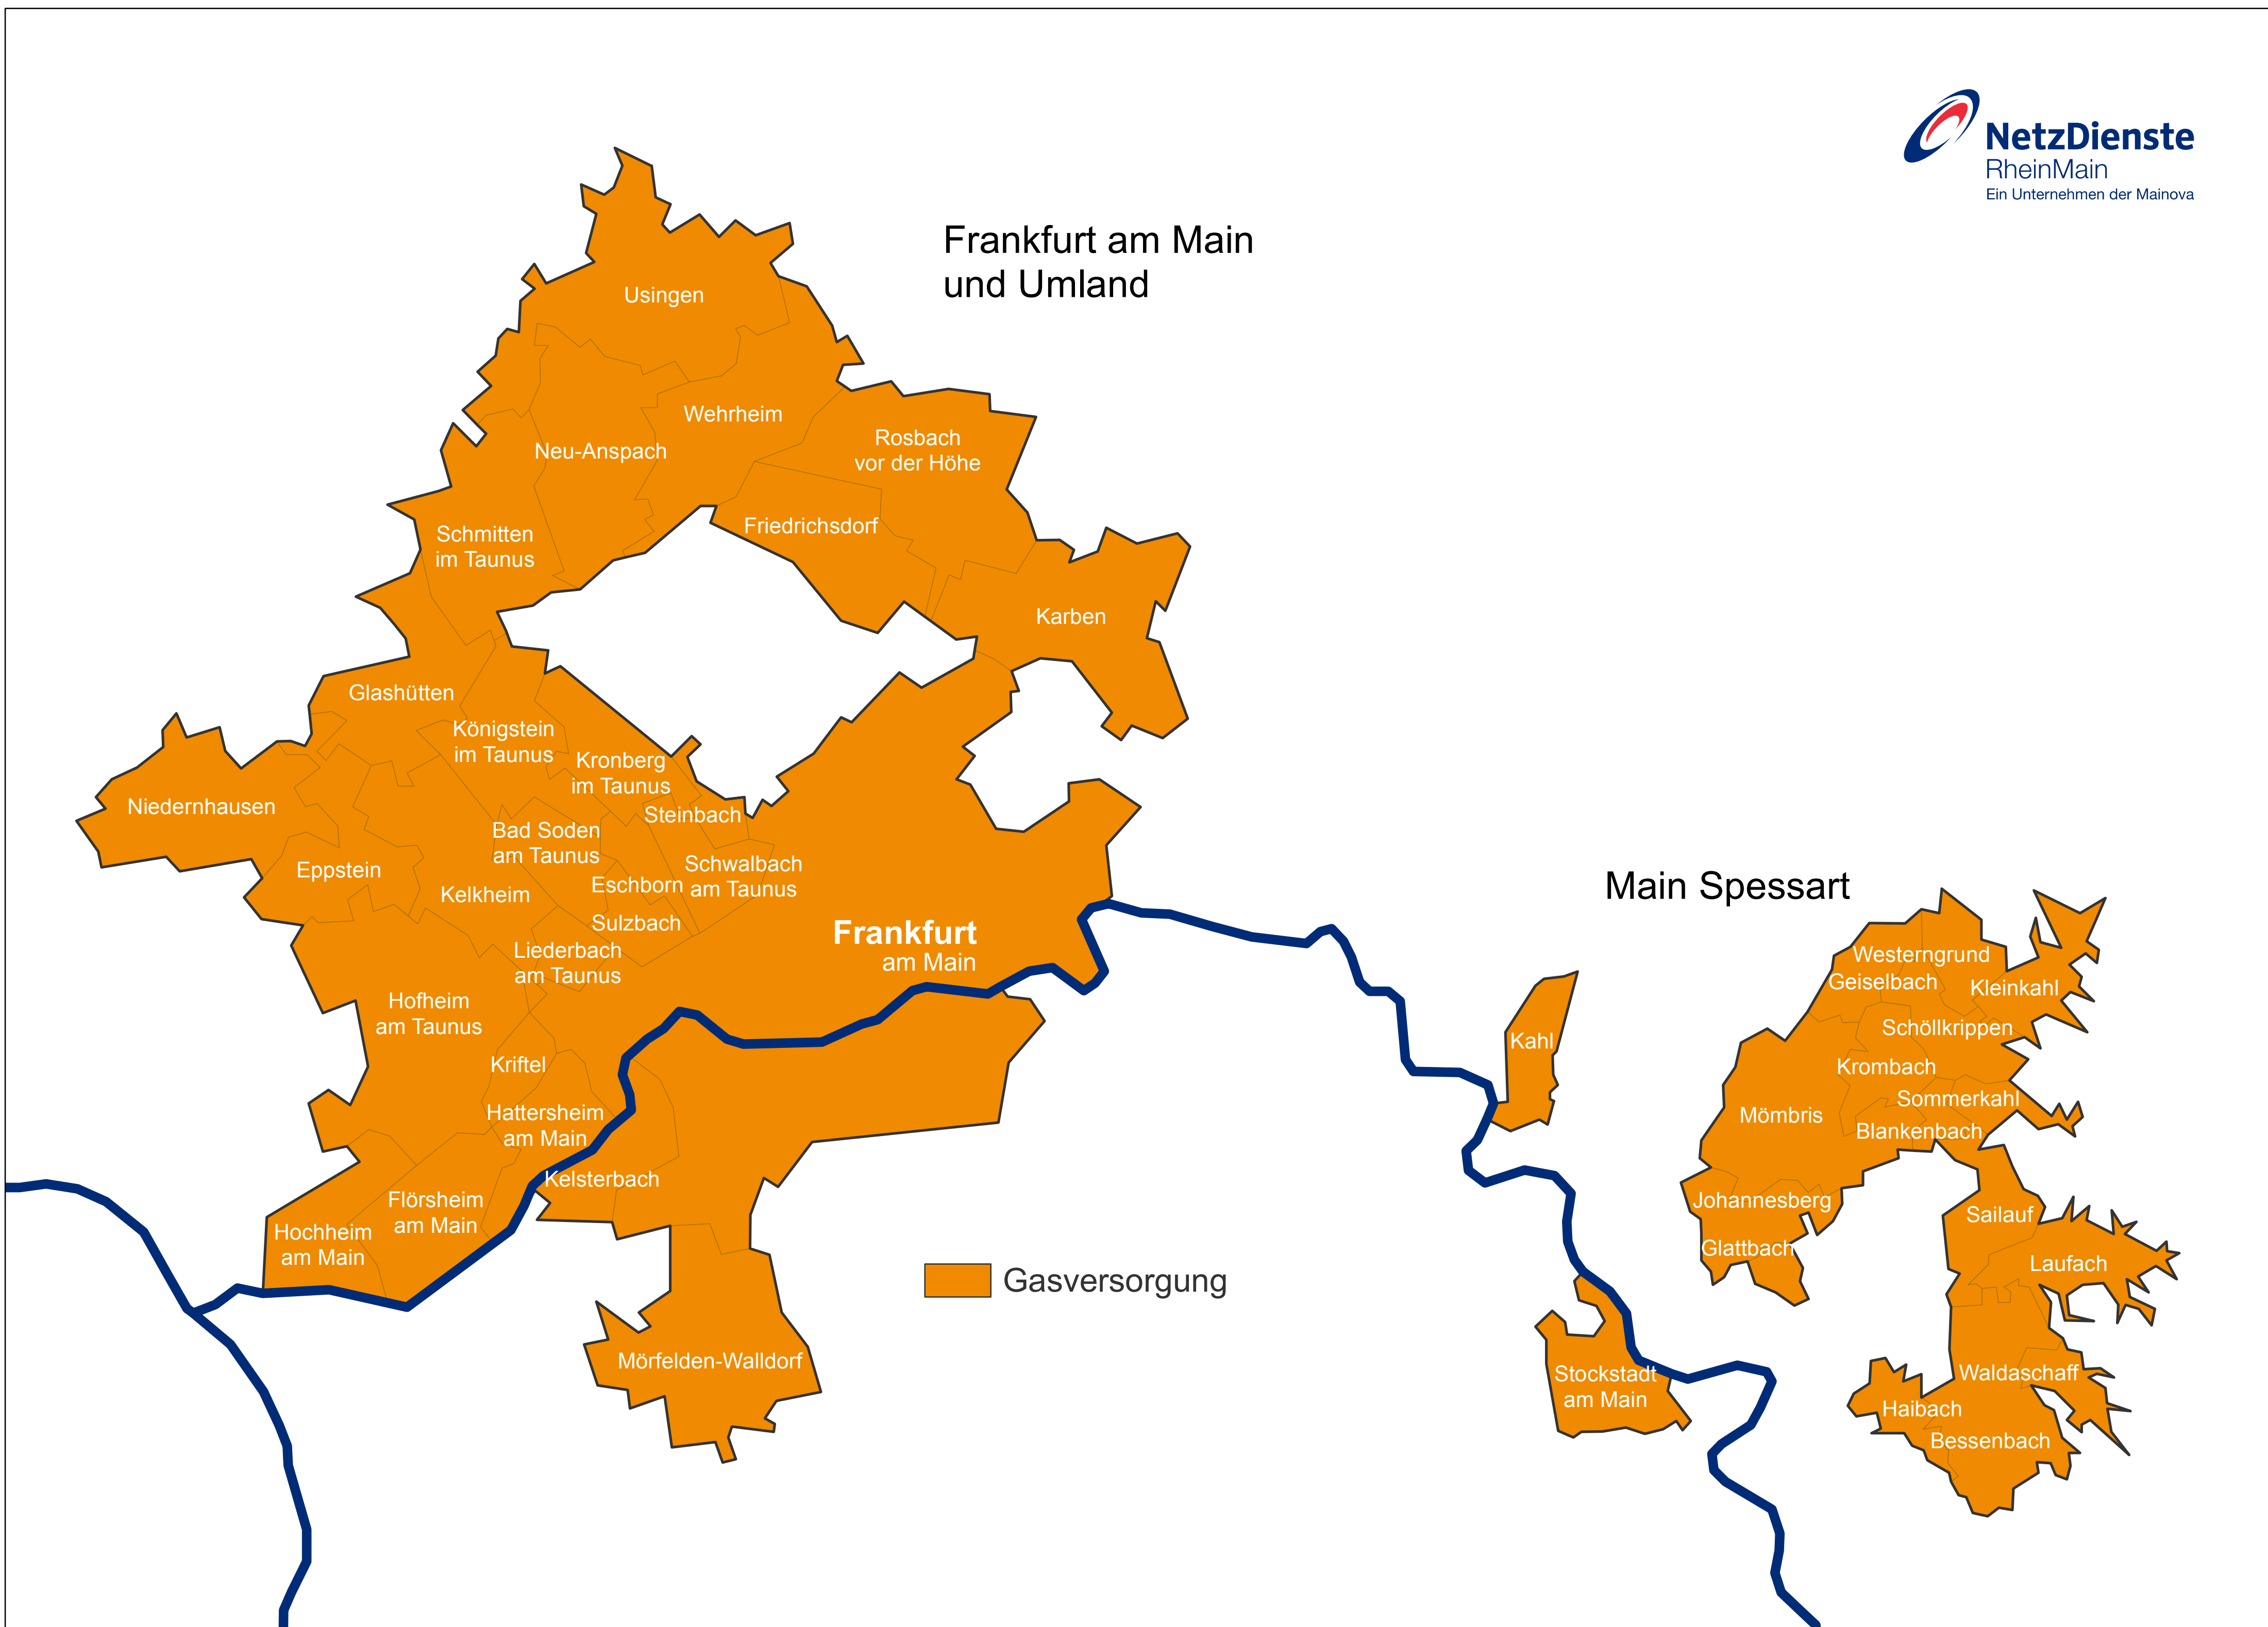 NetzDienste
RheinMain
Ein Unternehmen der Mainova
Frankfurt am Main
und Umland
Usingen
Wehrheim
Neu-Anspach
Rosbach
vor der Höhe
Friedrichsdorf
Schmitten
im Taunus
Karben
Glashütten
Königstein
im Taunus
Kronberg
im Taunus
Niedernhausen
Steinbach
Bad Soden
am Taunus
Schwalbach
am Taunus
Eppstein
Eschborn
Kelkheim
Sulzbach
Frankfurt
am Main
Liederbach
am Taunus
Hofheim
am Taunus
Kriftel
Hattersheim
am Main
Kelsterbach
Flörsheim
am Main
Hochheim
am Main
Mörfelden-Walldorf
Gasversorgung
Main Spessart
Westerngrund
Geiselbach
Kleinkahl
Schöllkrippen
Kahl
Krombach
Sommerkahl
Mömbris
Blankenbach
Johannesberg
Sailauf
Glattbach
Laufach
Stockstadt
am Main
Waldaschaff
Haibach
Bessenbach